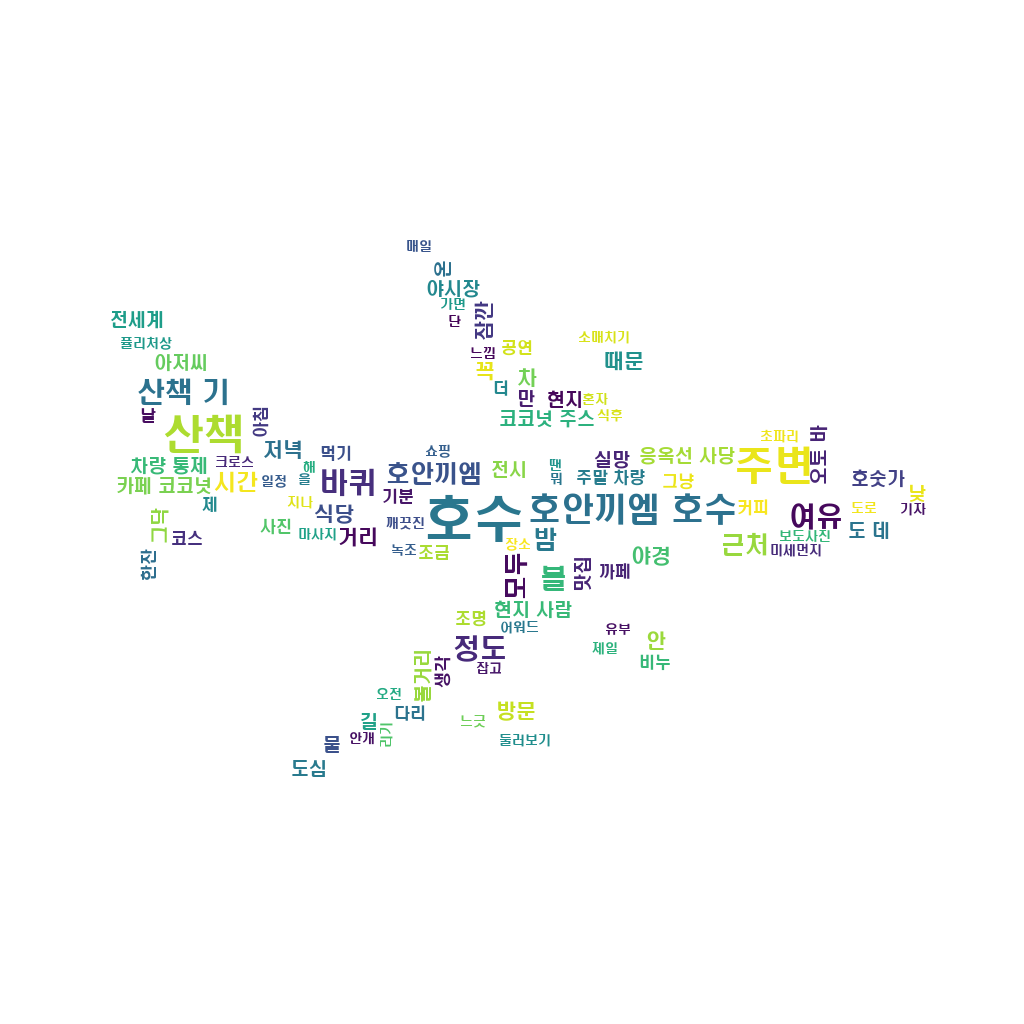 매일
온
야시장
가면
단
잠깐
느낌
공연
꼭
차
더
만
현지
혼자
소매치기
때문
코코넛 주스
식후
전세계
퓰리처상
아저씨
산책 기
날
산책
아침
저녁
먹기
차량 통제
크로스
해
을
카페 코코넛
시간
일정
제
지나
바퀴
식당
그닥
코스
사진
마사지
거리
한잔
쇼핑
호안끼엠
기분
깨끗진
녹조
조금
전시
땐
뭐
실망
주말 차량
응옥선 사당
그냥
초파리
주변
오토 바
호숫가
낮
기자
호수
호안끼엠 호수
커피
여유
도로
도 데
밤
장소
근처
보도사진
미세먼지
모두
블
맛집
까페
야경
현지 사람
조명
어워드
유부
제일
안
비누
정도
잡고
볼거리
생각
오전
다리
길
느긋
방문
물
안개
리기
둘러보기
도심